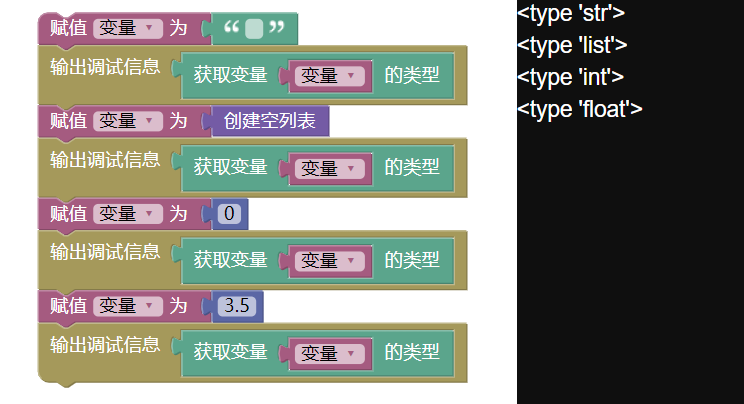 赋值 变量 为 “ ”
输出调试信息 获取变量 变量 的类型
赋值 变量 为 创建空列表
输出调试信息 获取变量 变量 的类型
赋值 变量 为 0
输出调试信息 获取变量 变量 的类型
赋值 变量 为 3.5
输出调试信息 获取变量 变量 的类型
<type 'str'>
<type 'list'>
<type 'int'>
<type 'float'>